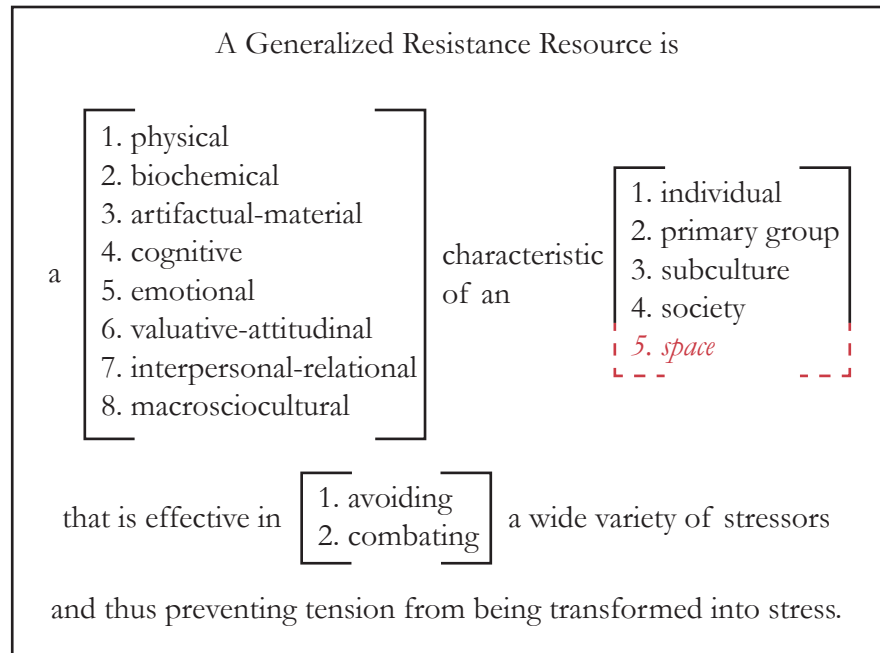 A Generalized Resistance Resource is
a
1. physical
2. biochemical
3. artifactual-material
4. cognitive
5. emotional
6. valuative-attitudinal
7. interpersonal-relational
8. macrosciocultural
characteristic
of an
1. individual
2. primary group
3. subculture
4. society
5. space
that is effective in
1. avoiding
2. combating
a wide variety of stressors
and thus preventing tension from being transformed into stress.